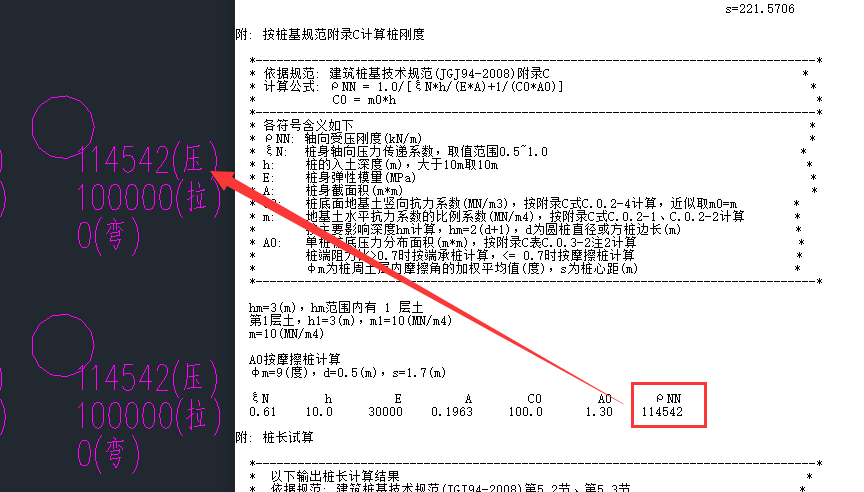 s=221.5706
附: 按桩基规范附录C计算桩刚度
*---*
* 依据规范: 建筑桩基技术规范(JGJ94-2008)附录C *
* 计算公式: ρNN = 1.0/[ξN*h/(E*A)+1/(C0*A0)] *
* C0 = m0*h *
*---*
* 各符号含义如下 *
* ρNN: 轴向受压刚度(kN/m) *
* ξN: 桩身轴向压力传递系数，取值范围0.5~1.0 *
* h: 桩的入土深度(m)，大于10m取10m *
* E: 桩身弹性模量(MPa) *
* A: 桩身截面积(m*m) *
桩底面地基土竖向抗力系数(MN/m3)，按附录C式C.0.2-4计算，近似取m0=m *
* m: 地基土水平抗力系数的比例系数(MN/m4)，按附录C式C.0.2-1、C.0.2-2计算 *
* 主要影响深度hm计算，hm=2(d+1)，d为圆桩直径或方桩边长(m) *
* A0: 单桩桩底压力分布面积(m*m)，按附录C表C.0.3-2注2计算 *
* 桩端阻力比>0.7时按端承桩计算，<= 0.7时按摩擦桩计算 *
* φm为桩周土层内摩擦角的加权平均值(度)，s为桩心距(m) *
*---*
hm=3(m)，hm范围内有 1 层土
第1层土，h1=3(m)，m1=10(MN/m4)
m=10(MN/m4)
A0按摩擦桩计算
φm=9(度)，d=0.5(m)，s=1.7(m)
ξN h E A C0 A0 ρNN
0.61 10.0 30000 0.1963 100.0 1.30 114542
附: 桩长试算
*---*
* 以下输出桩长计算结果 *
* 依据规范: 建筑桩基技术规范(JGJ94-2008)第5.2节、第5.3节 *
114542(压)
100000(拉)
0(弯)
114542(压)
100000(拉)
0(弯)